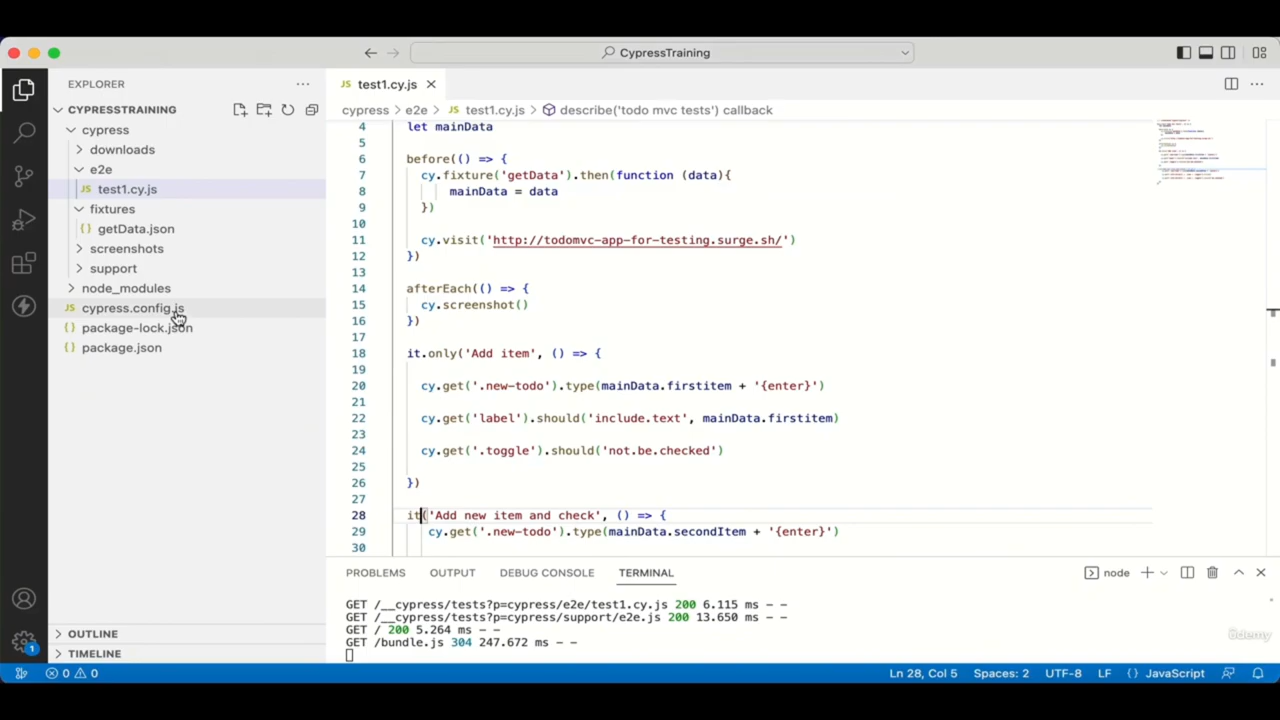 CypressTraining
EXPLORER
JS test1.cy.js
CYPRESSTRAINING
cypress > e2e > JS test1.cy.js > describe('todo mvc tests') callback
cypress
downloads
e2e
JS test1.cy.js
fixtures
{} getData.json
screenshots
support
node_modules
JS cypress.config.js
{} package-lock.json
{} package.json
OUTLINE
TIMELINE
4 let mainData
5
6 before(() => {
7 cy.fixture('getData').then(function (data){
8 mainData = data
9 })
10
11 cy.visit('http://todomvc-app-for-testing.surge.sh/')
12 })
13
14 afterEach(() => {
15 cy.screenshot()
16 })
17
18 it.only('Add item', () => {
19
20 cy.get('.new-todo').type(mainData.firstitem + '{enter}')
21
22 cy.get('label').should('include.text', mainData.firstitem)
23
24 cy.get('.toggle').should('not.be.checked')
25
26 })
27
28 it('Add new item and check', () => {
29 cy.get('.new-todo').type(mainData.secondItem + '{enter}')
30
PROBLEMS OUTPUT DEBUG CONSOLE TERMINAL node
GET /__cypress/tests?p=cypress/e2e/test1.cy.js 200 6.115 ms - -
GET /__cypress/tests?p=cypress/support/e2e.js 200 13.650 ms - -
GET / 200 5.264 ms - -
GET /bundle.js 304 247.672 ms - -
ûdemy
1
0 0 Ln 28, Col 5 Spaces: 2 UTF-8 LF {} JavaScript